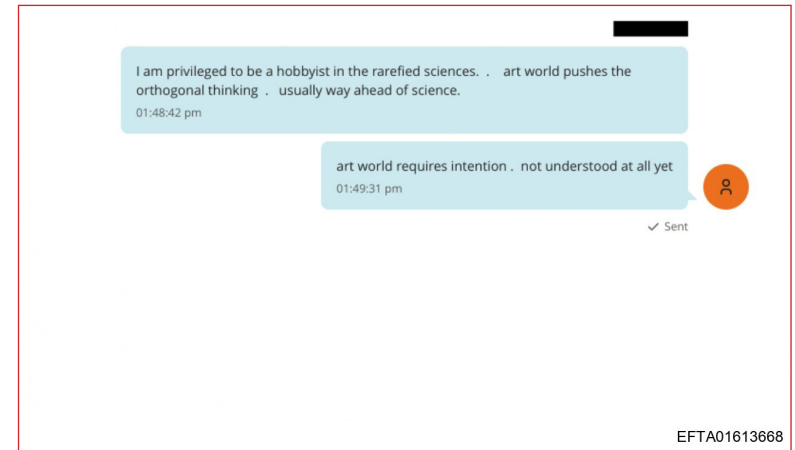 I am privileged to be a hobbyist in the rarefied sciences. .   art world pushes the
orthogonal thinking  .   usually way ahead of science.
01:48:42 pm
art world requires intention .  not understood at all yet
01:49:31 pm
Sent
EFTA01613668